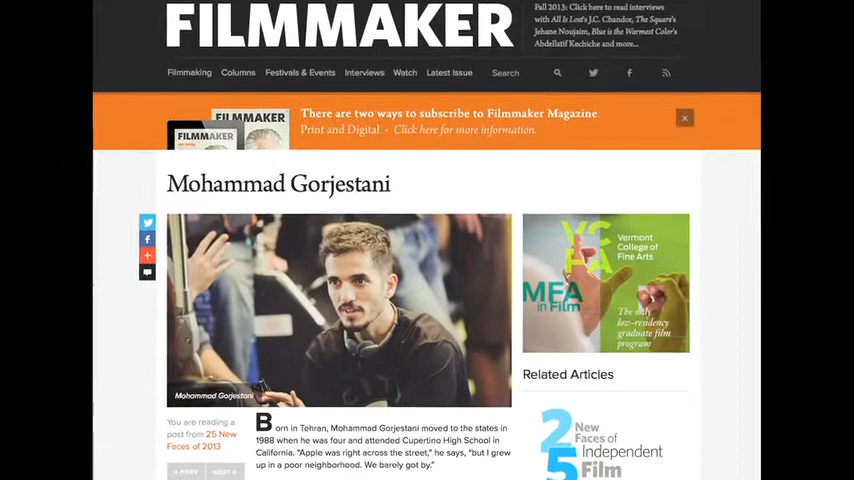 FILMMAKER
Fall 2013: Click here to read interviews
with All Is Lost's J.C. Chandor, The Square's
Jehane Noujaim, Blue is the Warmest Color's
Abdellatif Kechiche and more...
Filmmaking Columns Festivals & Events Interviews Watch Latest Issue Search
FILMMAKER
FILMMAKER
There are two ways to subscribe to Filmmaker Magazine
Print and Digital • Click here for more information.
Mohammad Gorjestani
Mohammad Gorjestani
VCFA
Vermont
College of
Fine Arts
MFA
in Film
The only
low-residency
graduate film
program
Related Articles
You are reading a
post from 25 New
Faces of 2013
◄ PREV NEXT ►
Born in Tehran, Mohammad Gorjestani moved to the states in
1988 when he was four and attended Cupertino High School in
California. "Apple was right across the street," he says, "but I grew
up in a poor neighborhood. We barely got by."
25
New
Faces of
Independent
Film